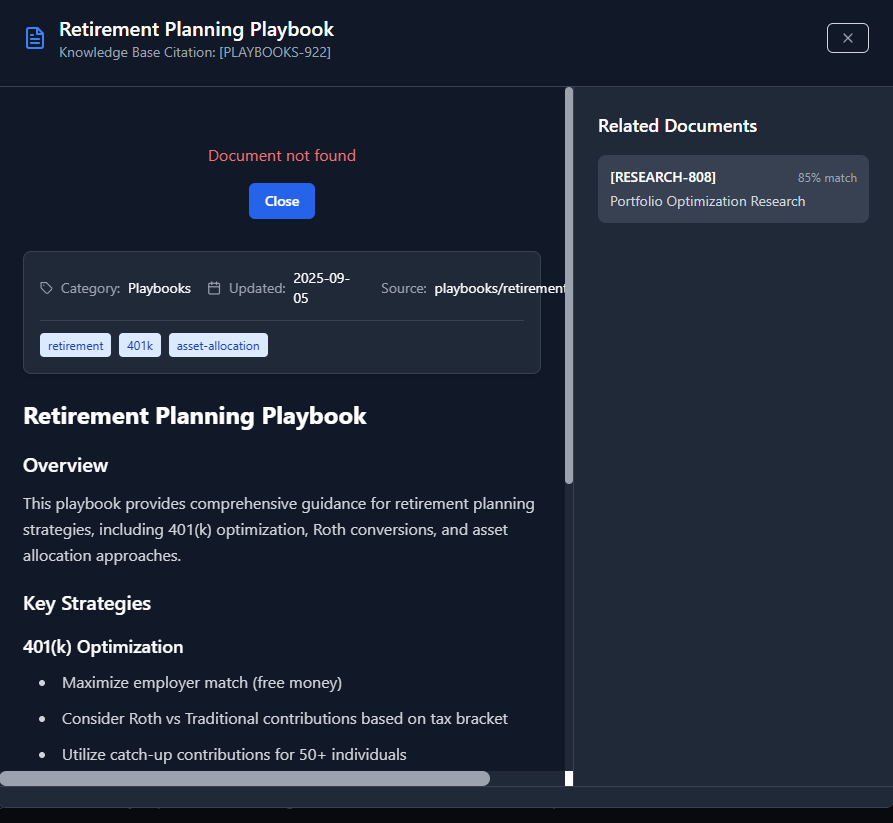 Retirement Planning Playbook
Knowledge Base Citation: [PLAYBOOKS-922]
Document not found
Close
Category: Playbooks
Updated: 2025-09-
05
Source: playbooks/retirement
retirement
401k
asset-allocation
Retirement Planning Playbook
Overview
This playbook provides comprehensive guidance for retirement planning
strategies, including 401(k) optimization, Roth conversions, and asset
allocation approaches.
Key Strategies
401(k) Optimization
• Maximize employer match (free money)
• Consider Roth vs Traditional contributions based on tax bracket
• Utilize catch-up contributions for 50+ individuals
Related Documents
[RESEARCH-808] 85% match
Portfolio Optimization Research